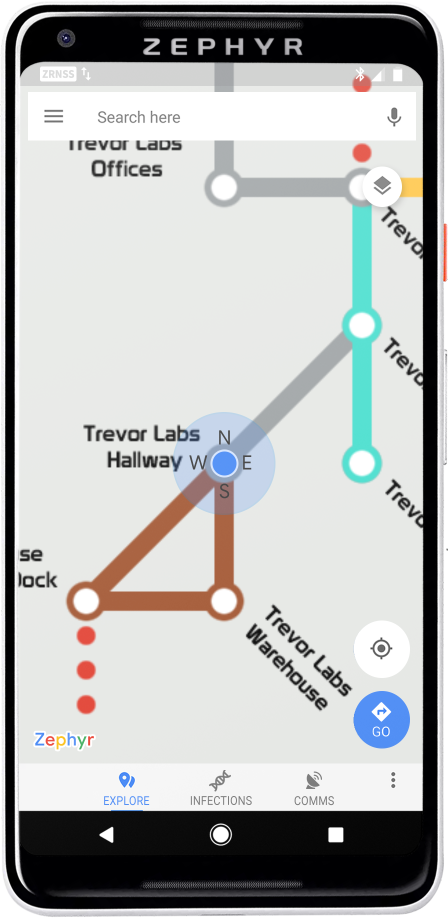 ZEPHYR
ZRNSS
Search here
Trevor Labs
Offices
Trevor
Trevor
Trevor Labs
Hallway
N
W E
S
Trevo
se
Dock
Trevor Labs
Warehouse
GO
Zephyr
EXPLORE INFECTIONS COMMS